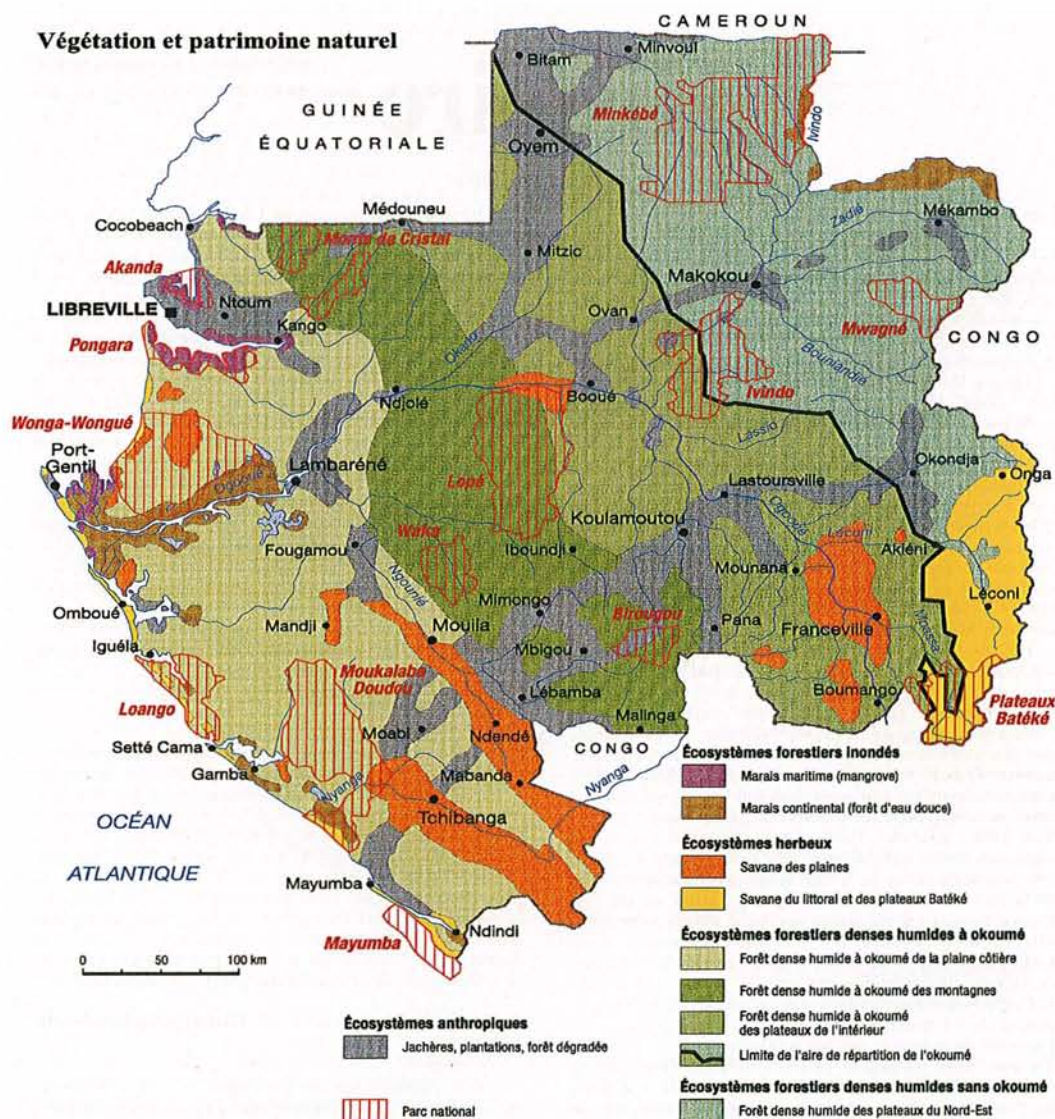 Végétation et patrimoine naturel
CAMEROUN
GUINÉE
ÉQUATORIALE
Bitam
Minvoul
Minkébé
Ivindo
Oyem
Cocobeach
Médouneu
Monts de Cristal
Mitzic
Zadié
Mékambo
Makokou
Akanda
LIBREVILLE
Ntoum
Kango
Ovan
Mwagné
CONGO
Pongara
Okano
Bouniandié
Ivindo
Ndjolé
Booué
Wonga-Wongué
Lassio
Port-
Gentil
Ogooué
Lambaréné
Lopé
Lastoursville
Okondja
Onga
Koulamoutou
Ogooué
Waka
Fougamou
Iboundji
Lacuni
Akiéni
Ngounié
Mounana
Léconi
Omboué
Mimongo
Birougou
Mandji
Mouila
Pana
Franceville
Mpassa
Iguéla
Mbigou
Moukalaba
Doudou
Lébamba
Boumango
Plateaux
Batéké
Loango
Malinga
Moabi
Ndendé
CONGO
Setté Cama
Gamba
Mabanda
Nyanga
Nyanga
Tchibanga
OCÉAN
ATLANTIQUE
Mayumba
Ndindi
Mayumba
0 50 100 km
Écosystèmes anthropiques
Jachères, plantations, forêt dégradée
Parc national
Écosystèmes forestiers inondés
Marais maritime (mangrove)
Marais continental (forêt d'eau douce)
Écosystèmes herbeux
Savane des plaines
Savane du littoral et des plateaux Batéké
Écosystèmes forestiers denses humides à okoumé
Forêt dense humide à okoumé de la plaine côtière
Forêt dense humide à okoumé des montagnes
Forêt dense humide à okoumé
des plateaux de l'intérieur
Limite de l'aire de répartition de l'okoumé
Écosystèmes forestiers denses humides sans okoumé
Forêt dense humide des plateaux du Nord-Est